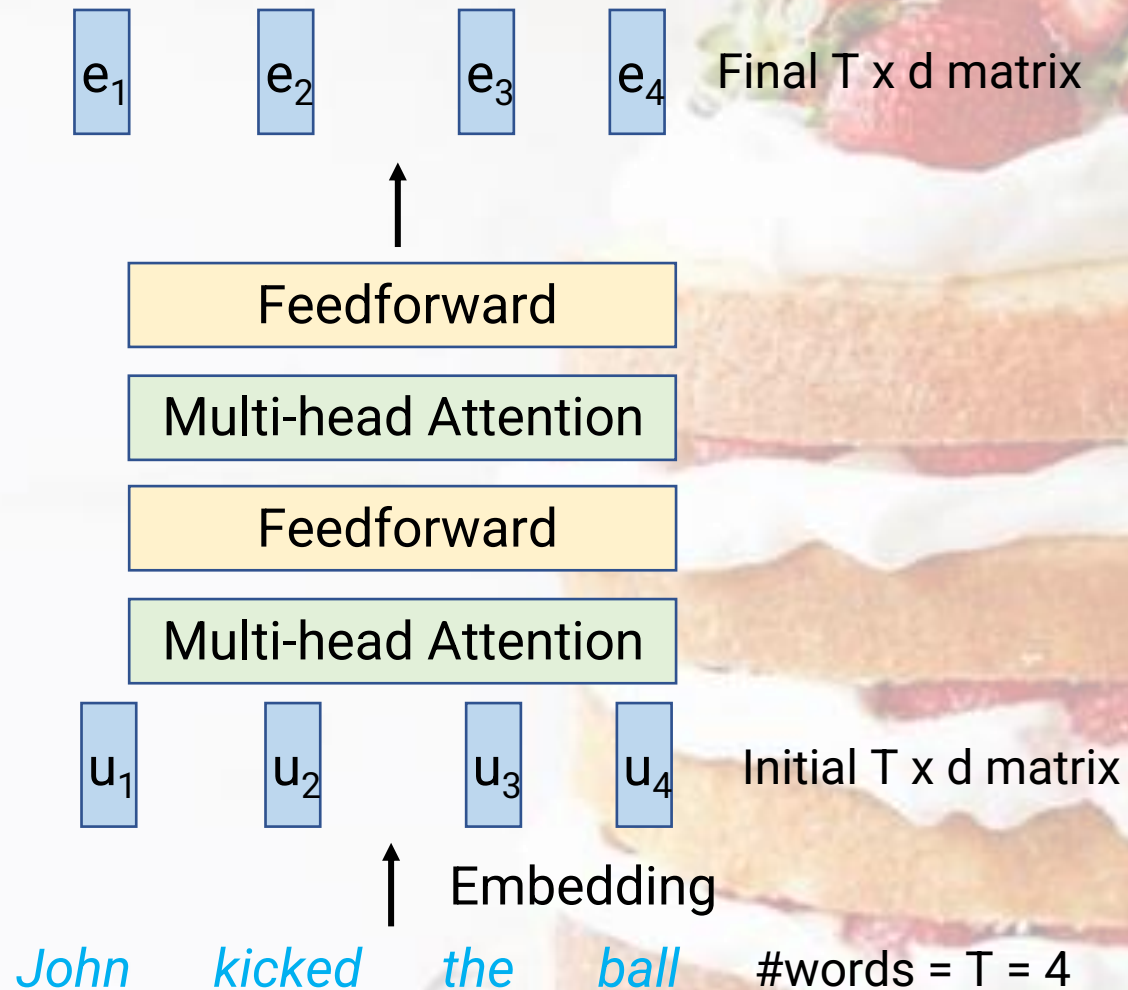 e₁ e₂ e₃ e₄ Final T x d matrix
Feedforward
Multi-head Attention
Feedforward
Multi-head Attention
u₁ u₂ u₃ u₄ Initial T x d matrix
Embedding
John kicked the ball #words = T = 4